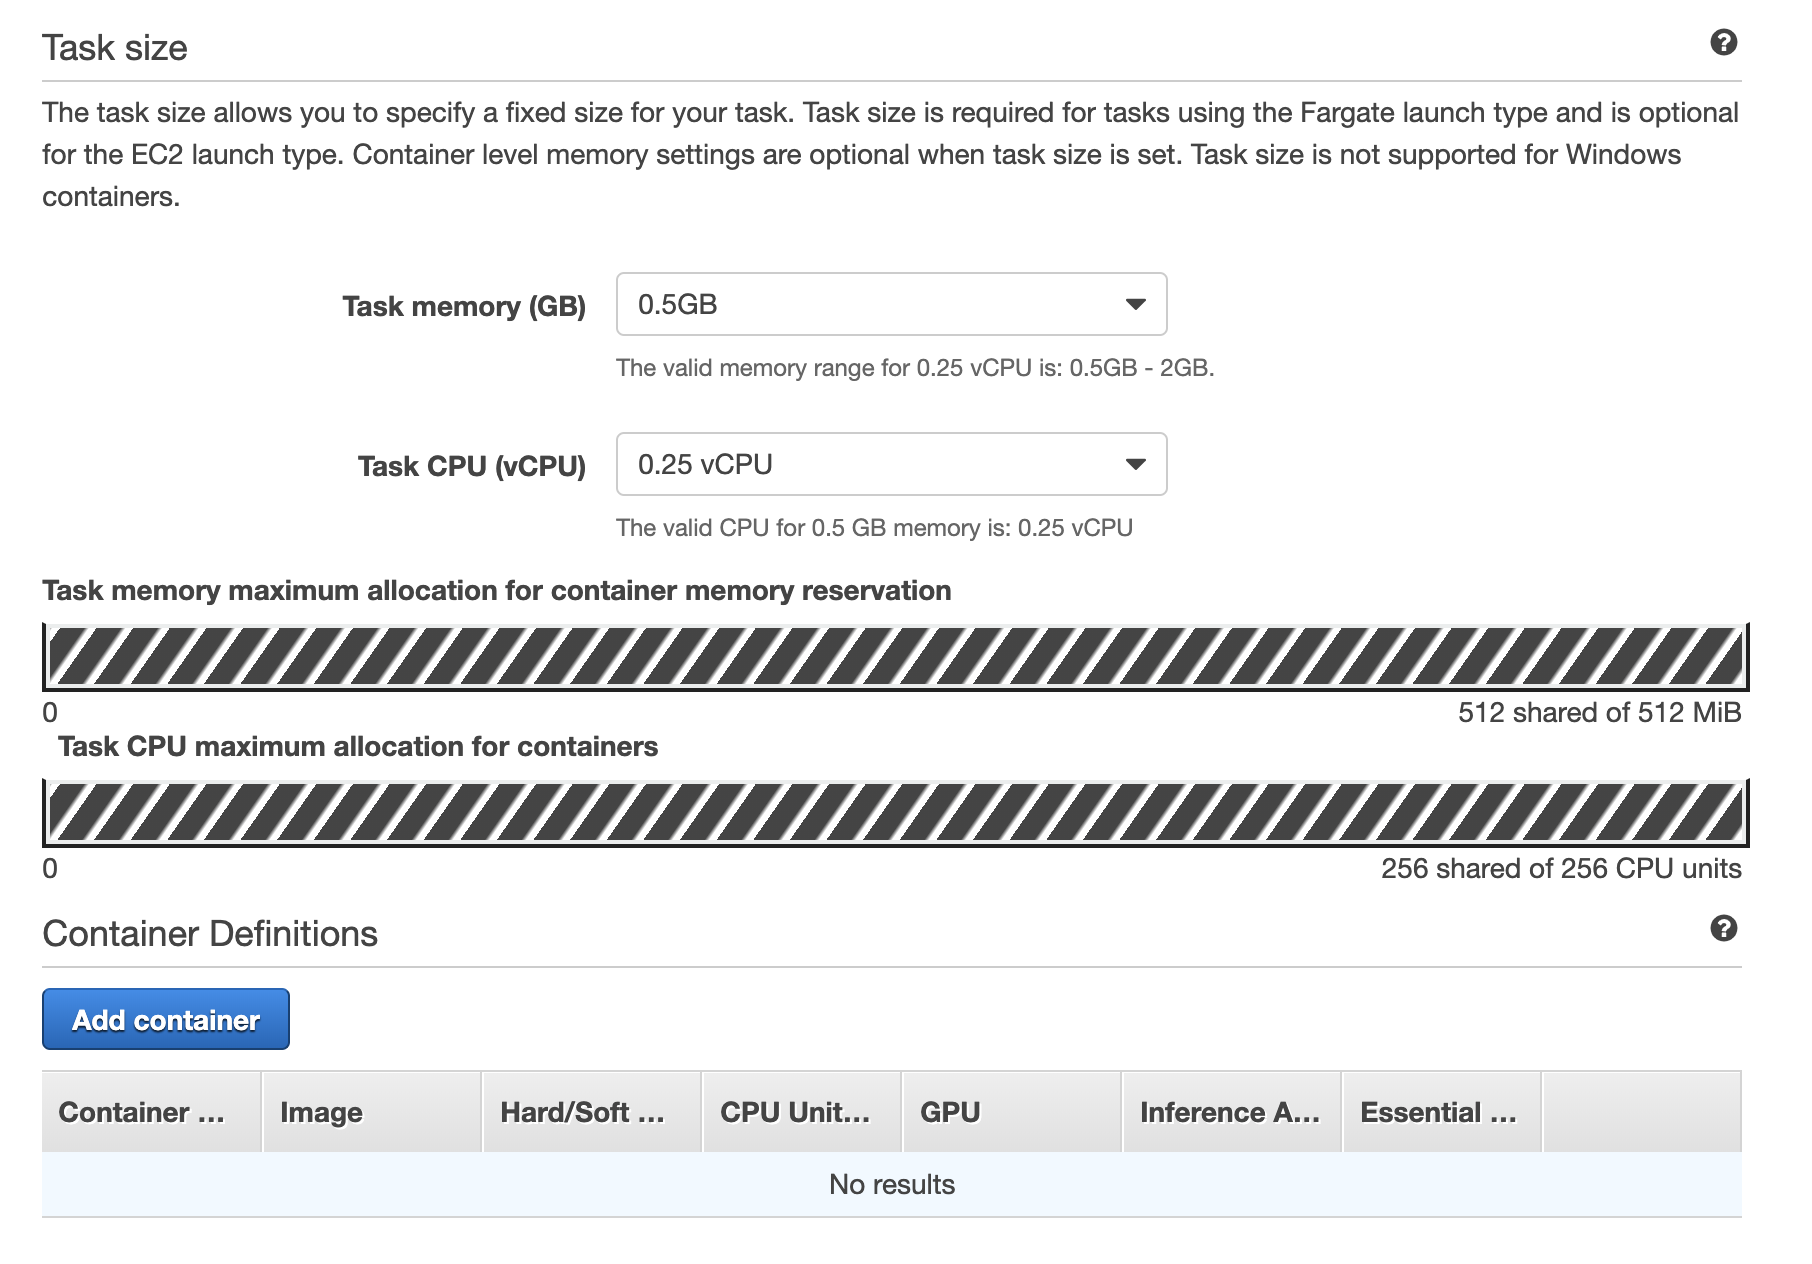 Task size
The task size allows you to specify a fixed size for your task. Task size is required for tasks using the Fargate launch type and is optional
for the EC2 launch type. Container level memory settings are optional when task size is set. Task size is not supported for Windows
containers.
Task memory (GB) 0.5GB
The valid memory range for 0.25 vCPU is: 0.5GB - 2GB.
Task CPU (vCPU) 0.25 vCPU
The valid CPU for 0.5 GB memory is: 0.25 vCPU
Task memory maximum allocation for container memory reservation
0 512 shared of 512 MiB
Task CPU maximum allocation for containers
0 256 shared of 256 CPU units
Container Definitions
Add container
Container ... Image Hard/Soft ... CPU Unit... GPU Inference A... Essential ...
No results